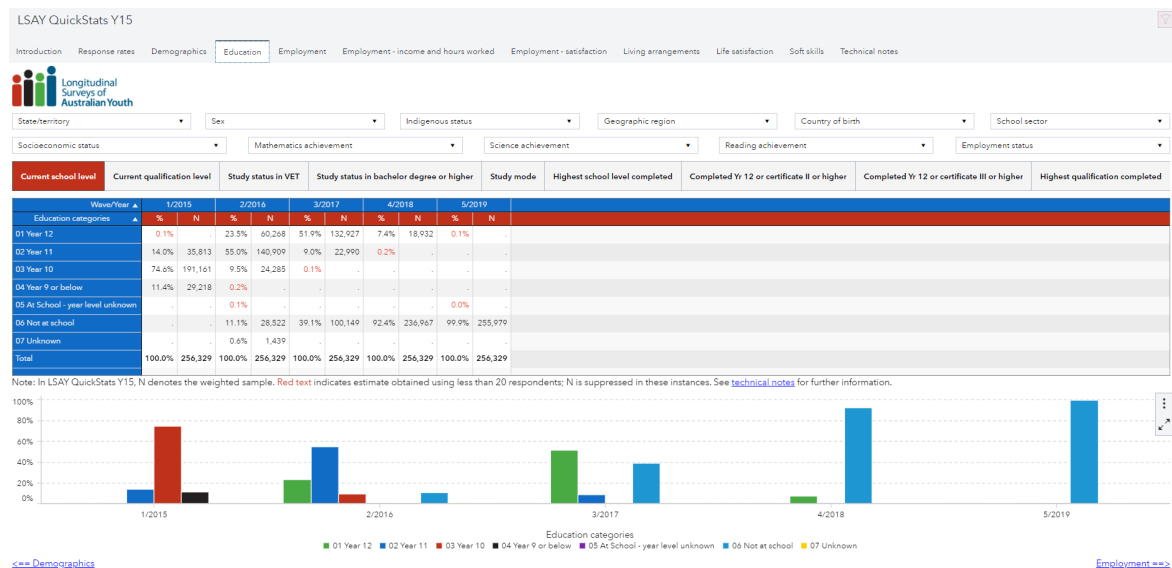 LSAY QuickStats Y15
Introduction Response rates Demographics Education Employment Employment - income and hours worked Employment - satisfaction Living arrangements Life satisfaction Soft skills Technical notes
Longitudinal
Surveys of
Australian Youth
State/territory Sex Indigenous status Geographic region Country of birth School sector
Socioeconomic status Mathematics achievement Science achievement Reading achievement Employment status
Current school level Current qualification level Study status in VET Study status in bachelor degree or higher Study mode Highest school level completed Completed Yr 12 or certificate II or higher Completed Yr 12 or certificate III or higher Highest qualification completed
Wave/Year 1/2015 2/2016 3/2017 4/2018 5/2019
Education categories % N % N % N % N % N
01 Year 12 0.1% . 23.5% 60,268 51.9% 132,927 7.4% 18,932 0.1% .
02 Year 11 14.0% 35,813 55.0% 140,909 9.0% 22,990 0.2% . . .
03 Year 10 74.6% 191,161 9.5% 24,285 0.1% . . . . .
04 Year 9 or below 11.4% 29,218 0.2% . . . . . . .
05 At School - year level unknown . . 0.1% . . . . . 0.0% .
06 Not at school . . 11.1% 28,522 39.1% 100,149 92.4% 236,967 99.9% 255,979
07 Unknown . . 0.6% 1,439 . . . . . .
Total 100.0% 256,329 100.0% 256,329 100.0% 256,329 100.0% 256,329 100.0% 256,329
Note: In LSAY QuickStats Y15, N denotes the weighted sample. Red text indicates estimate obtained using less than 20 respondents; N is suppressed in these instances. See technical notes for further information.
100%
80%
60%
40%
20%
0%
1/2015 2/2016 3/2017 4/2018 5/2019
Education categories
01 Year 12 02 Year 11 03 Year 10 04 Year 9 or below 05 At School - year level unknown 06 Not at school 07 Unknown
<== Demographics Employment ==>